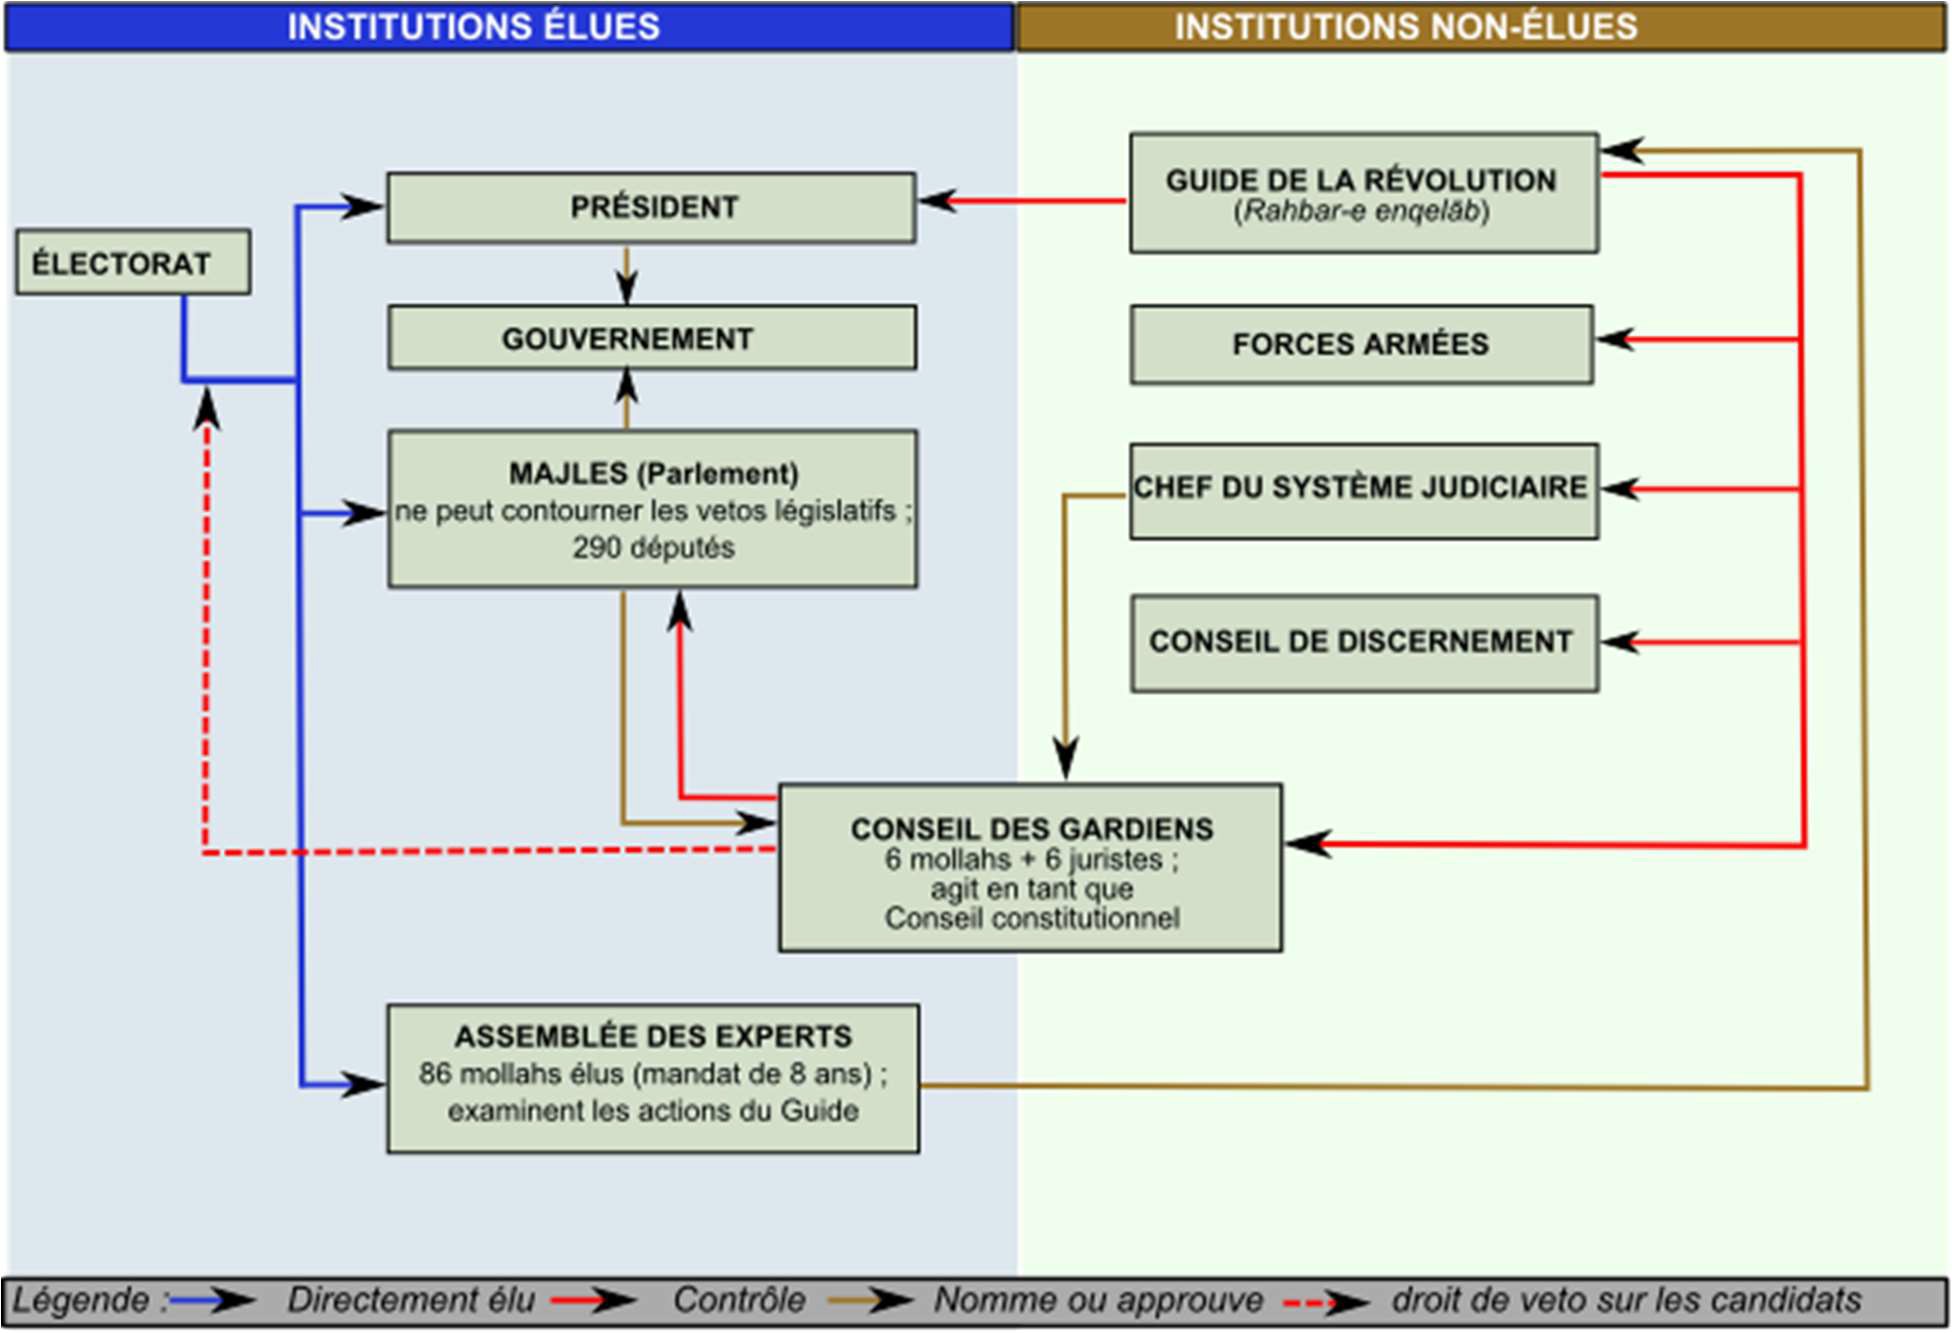 INSTITUTIONS ÉLUES
INSTITUTIONS NON-ÉLUES
ÉLECTORAT
PRÉSIDENT
GOUVERNEMENT
MAJLES (Parlement)
ne peut contourner les vetos législatifs ;
290 députés
GUIDE DE LA RÉVOLUTION
(Rahbar-e enqelāb)
FORCES ARMÉES
CHEF DU SYSTÈME JUDICIAIRE
CONSEIL DE DISCERNEMENT
CONSEIL DES GARDIENS
6 mollahs + 6 juristes ;
agit en tant que
Conseil constitutionnel
ASSEMBLÉE DES EXPERTS
86 mollahs élus (mandat de 8 ans) ;
examinent les actions du Guide
Légende : Directement élu Contrôle Nomme ou approuve droit de veto sur les candidats